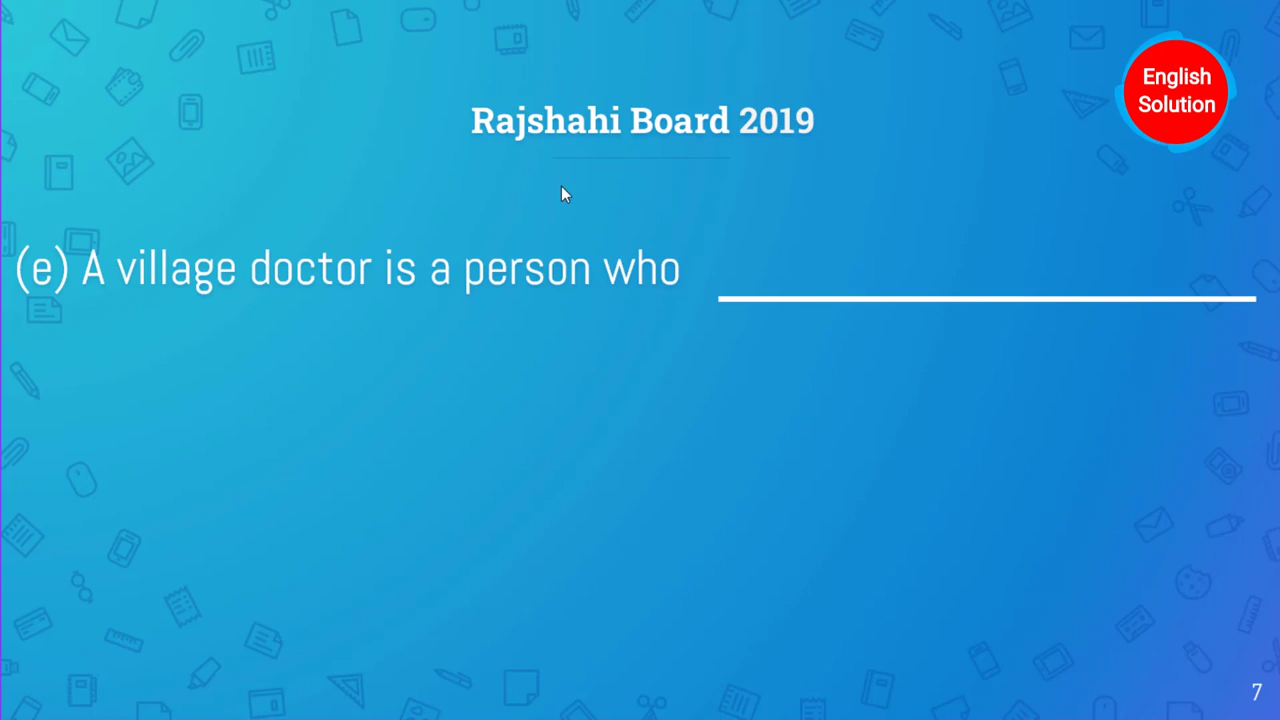 English
Solution
Rajshahi Board 2019
(e) A village doctor is a person who
7